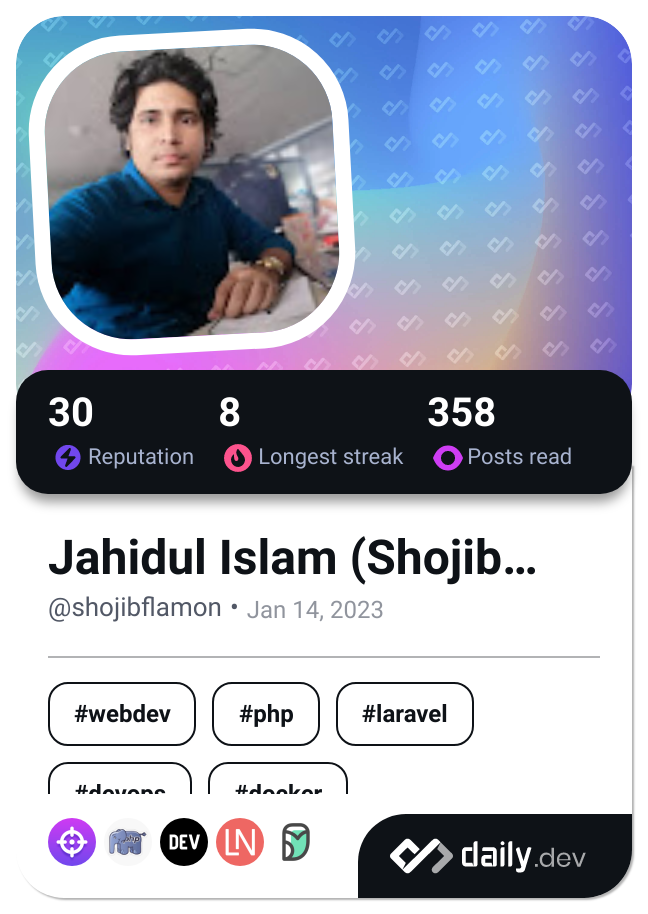 30 8 358
Reputation Longest streak Posts read
Jahidul Islam (Shojib...
@shojibflamon • Jan 14, 2023
#webdev #php #laravel
#devops #docker
php DEV LN
daily.dev